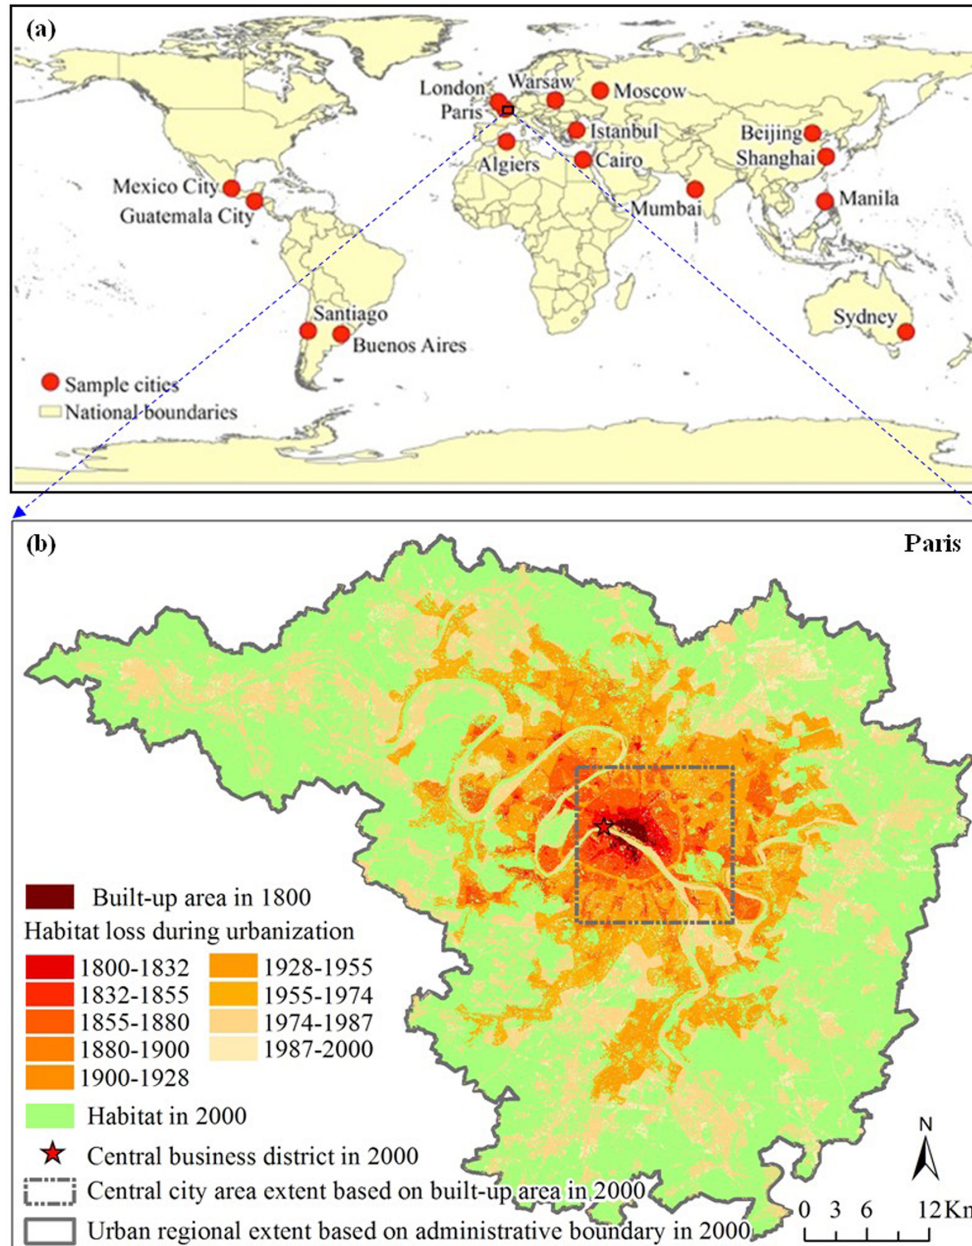 (a)
London
Warsaw
Moscow
Paris
Istanbul
Beijing
Algiers
Cairo
Shanghai
Mexico City
Mumbai
Manila
Guatemala City
Santiago
Sydney
Buenos Aires
Sample cities
National boundaries
(b)
Paris
Built-up area in 1800
Habitat loss during urbanization
1800-1832
1928-1955
1832-1855
1955-1974
1855-1880
1974-1987
1880-1900
1987-2000
1900-1928
Habitat in 2000
Central business district in 2000
Central city area extent based on built-up area in 2000
Urban regional extent based on administrative boundary in 2000
N
0 3 6 12 Km